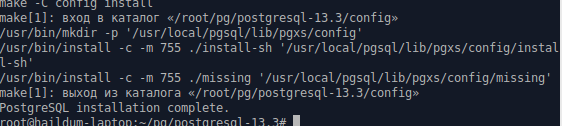 make -C config install
make[1]: вход в каталог «/root/pg/postgresql-13.3/config»
/usr/bin/mkdir -p '/usr/local/pgsql/lib/pgxs/config'
/usr/bin/install -c -m 755 ./install-sh '/usr/local/pgsql/lib/pgxs/config/instal
l-sh'
/usr/bin/install -c -m 755 ./missing '/usr/local/pgsql/lib/pgxs/config/missing'
make[1]: выход из каталога «/root/pg/postgresql-13.3/config»
PostgreSQL installation complete.
root@haildum-laptop:~/pg/postgresql-13.3#